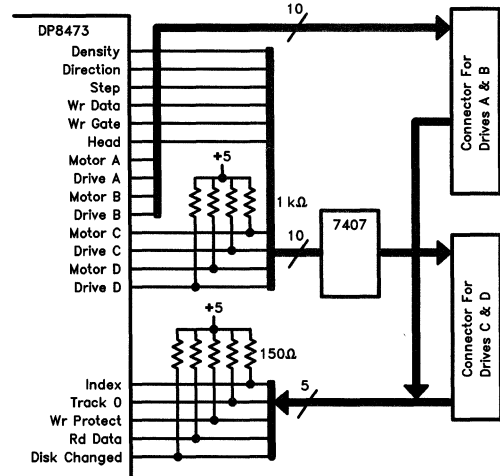 DP8473
10
Density
Direction
Step
Wr Data
Wr Gate
Head
Motor A
Drive A
Motor B
Drive B
Motor C
Drive C
Motor D
Drive D
+5
1 kΩ
10
7407
Connector For
Drives A & B
Connector For
Drives C & D
+5
150Ω
5
Index
Track 0
Wr Protect
Rd Data
Disk Changed